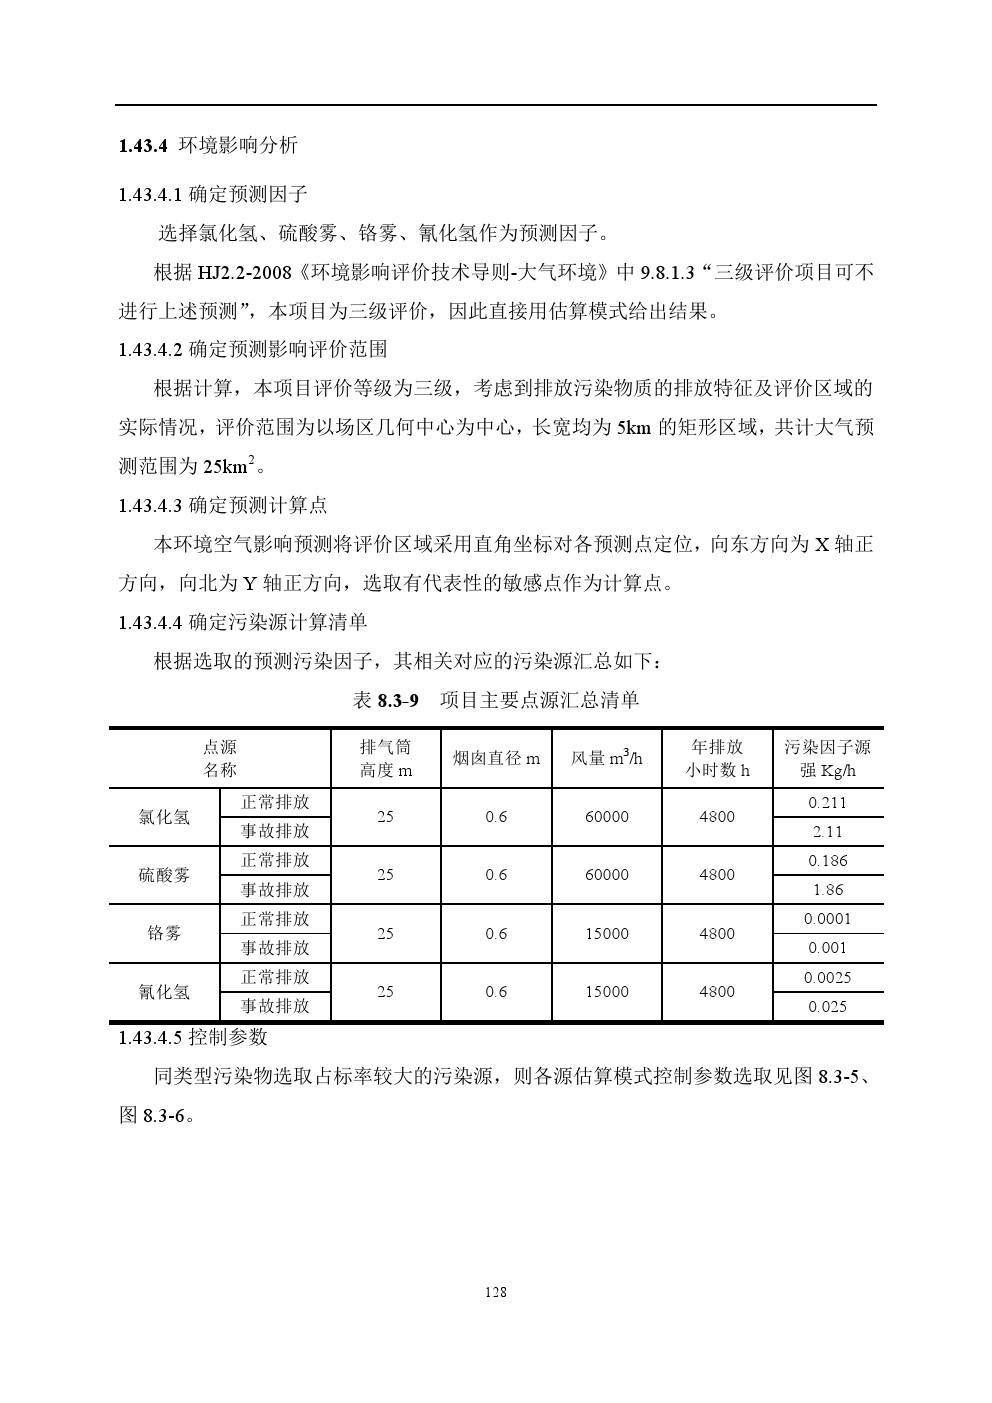 1.43.4 环境影响分析
1.43.4.1 确定预测因子
选择氯化氢、硫酸雾、铬雾、氰化氢作为预测因子。
根据 HJ2.2-2008《环境影响评价技术导则-大气环境》中 9.8.1.3“三级评价项目可不
进行上述预测”，本项目为三级评价，因此直接用估算模式给出结果。
1.43.4.2 确定预测影响评价范围
根据计算，本项目评价等级为三级，考虑到排放污染物质的排放特征及评价区域的
实际情况，评价范围为以场区几何中心为中心，长宽均为 5km 的矩形区域，共计大气预
测范围为 25km²。
1.43.4.3 确定预测计算点
本环境空气影响预测将评价区域采用直角坐标对各预测点定位，向东方向为 X 轴正
方向，向北为 Y 轴正方向，选取有代表性的敏感点作为计算点。
1.43.4.4 确定污染源计算清单
根据选取的预测污染因子，其相关对应的污染源汇总如下：
表 8.3-9 项目主要点源汇总清单
点源 排气筒 烟囱直径 m 风量 m³/h 年排放 污染因子源
名称 高度 m 小时数 h 强 Kg/h
氯化氢 正常排放 25 0.6 60000 4800 0.211
事故排放 2.11
硫酸雾 正常排放 25 0.6 60000 4800 0.186
事故排放 1.86
铬雾 正常排放 25 0.6 15000 4800 0.0001
事故排放 0.001
氰化氢 正常排放 25 0.6 15000 4800 0.0025
事故排放 0.025
1.43.4.5 控制参数
同类型污染物选取占标率较大的污染源，则各源估算模式控制参数选取见图 8.3-5、
图 8.3-6。
128